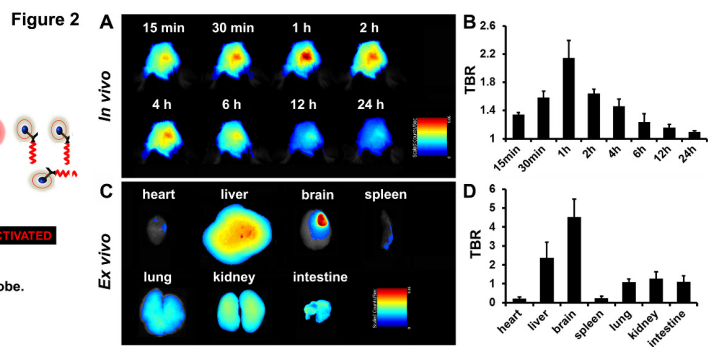 Figure 2
CTIVATED
obe.
A
In vivo
15 min 30 min 1 h 2 h
4 h 6 h 12 h 24 h
B
TBR
2.6
2.2
1.8
1.4
1
15min 30min 1h 2h 4h 6h 12h 24h
C
Ex vivo
heart liver brain spleen
lung kidney intestine
Scaled Counts/Sec
D
TBR
6
5
4
3
2
1
0
heart liver brain spleen lung kidney intestine